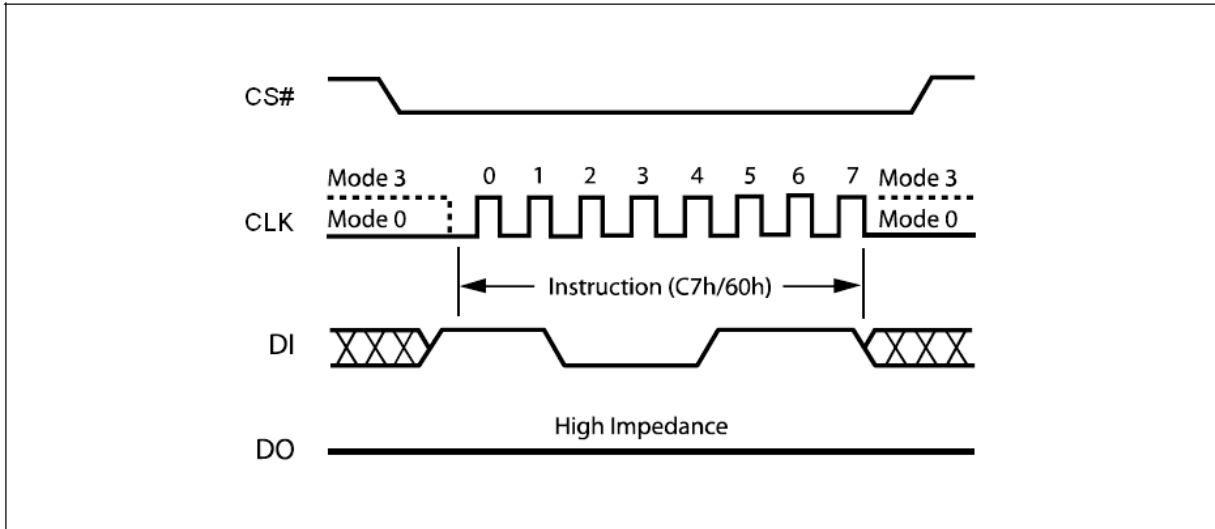 CS#
Mode 3 0 1 2 3 4 5 6 7 Mode 3
CLK Mode 0 Mode 0
Instruction (C7h/60h)
DI
High Impedance
DO